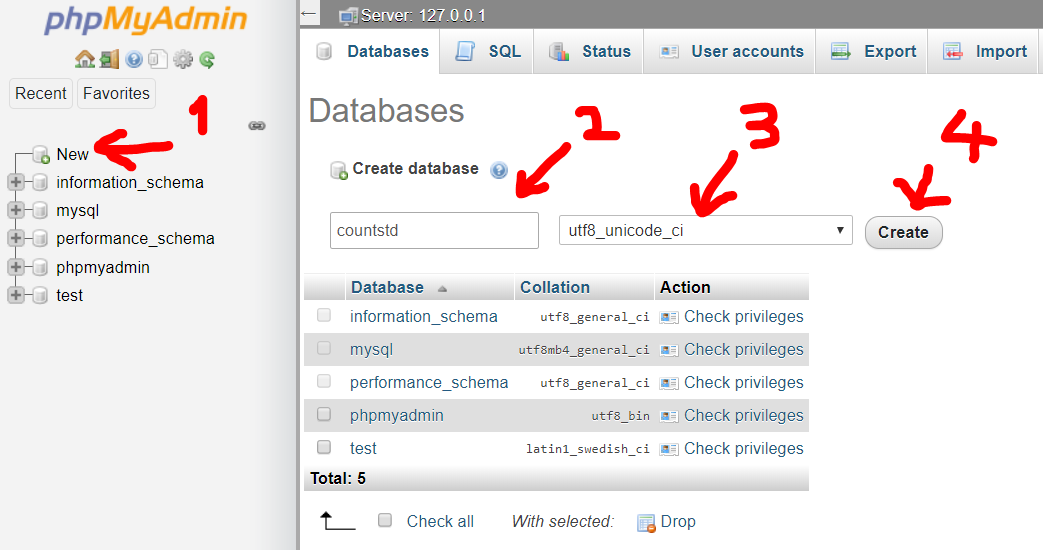 phpMyAdmin
Recent Favorites
1
New
information_schema
mysql
performance_schema
phpmyadmin
test
Server: 127.0.0.1
Databases SQL Status User accounts Export Import
Databases
2 3 4
Create database
countstd utf8_unicode_ci Create
Database Collation Action
information_schema utf8_general_ci Check privileges
mysql utf8mb4_general_ci Check privileges
performance_schema utf8_general_ci Check privileges
phpmyadmin utf8_bin Check privileges
test latin1_swedish_ci Check privileges
Total: 5
Check all With selected: Drop